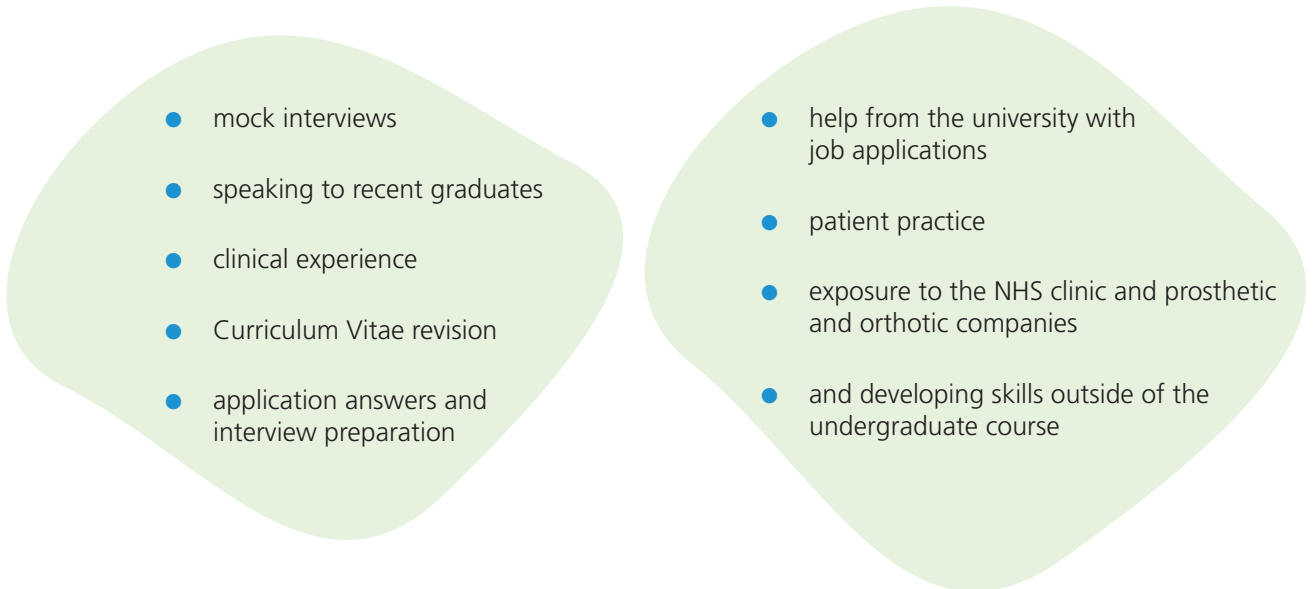 mock interviews
speaking to recent graduates
clinical experience
Curriculum Vitae revision
application answers and
interview preparation
help from the university with
job applications
patient practice
exposure to the NHS clinic and prosthetic
and orthotic companies
and developing skills outside of the
undergraduate course